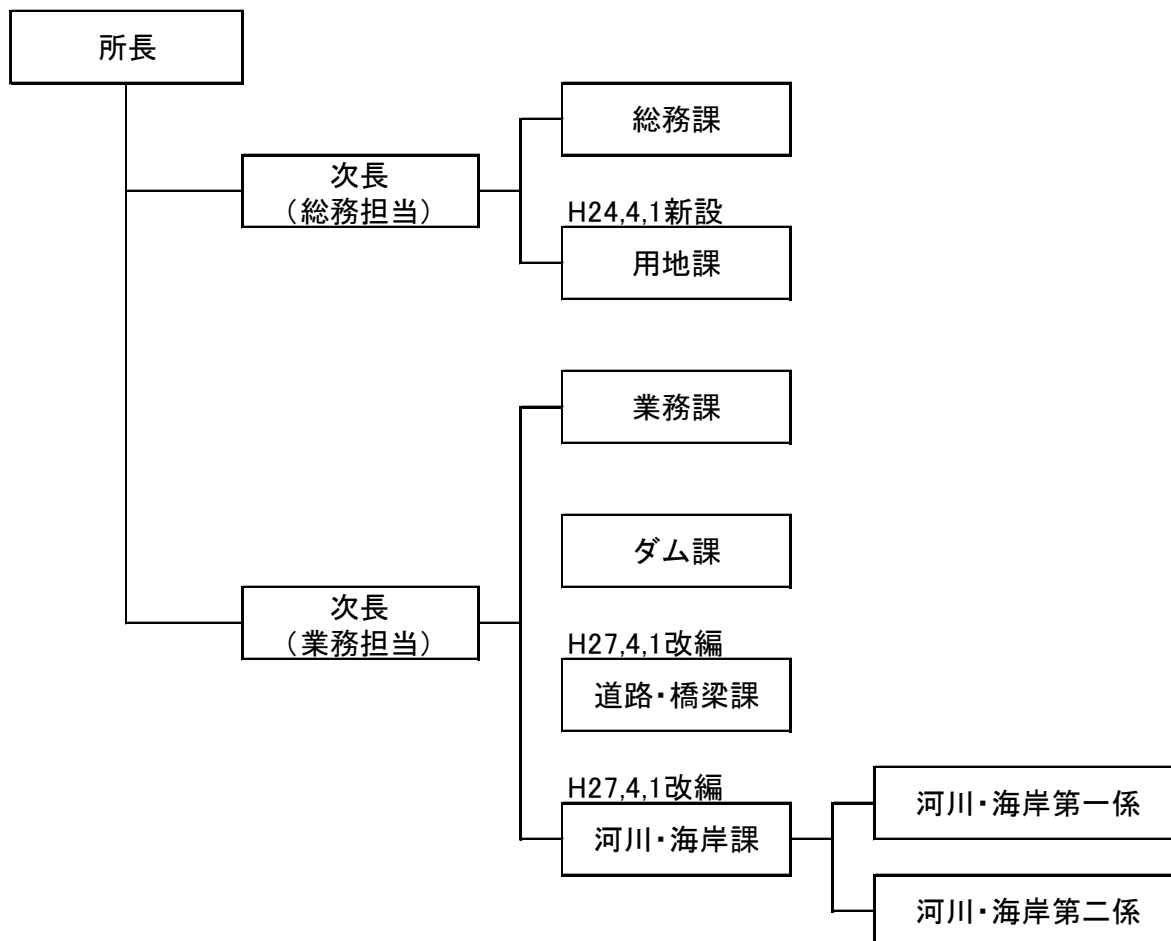 所長
総務課
次長
（総務担当）
H24,4,1新設
用地課
業務課
ダム課
次長
（業務担当）
H27,4,1改編
道路・橋梁課
H27,4,1改編
河川・海岸課
河川・海岸第一係
河川・海岸第二係